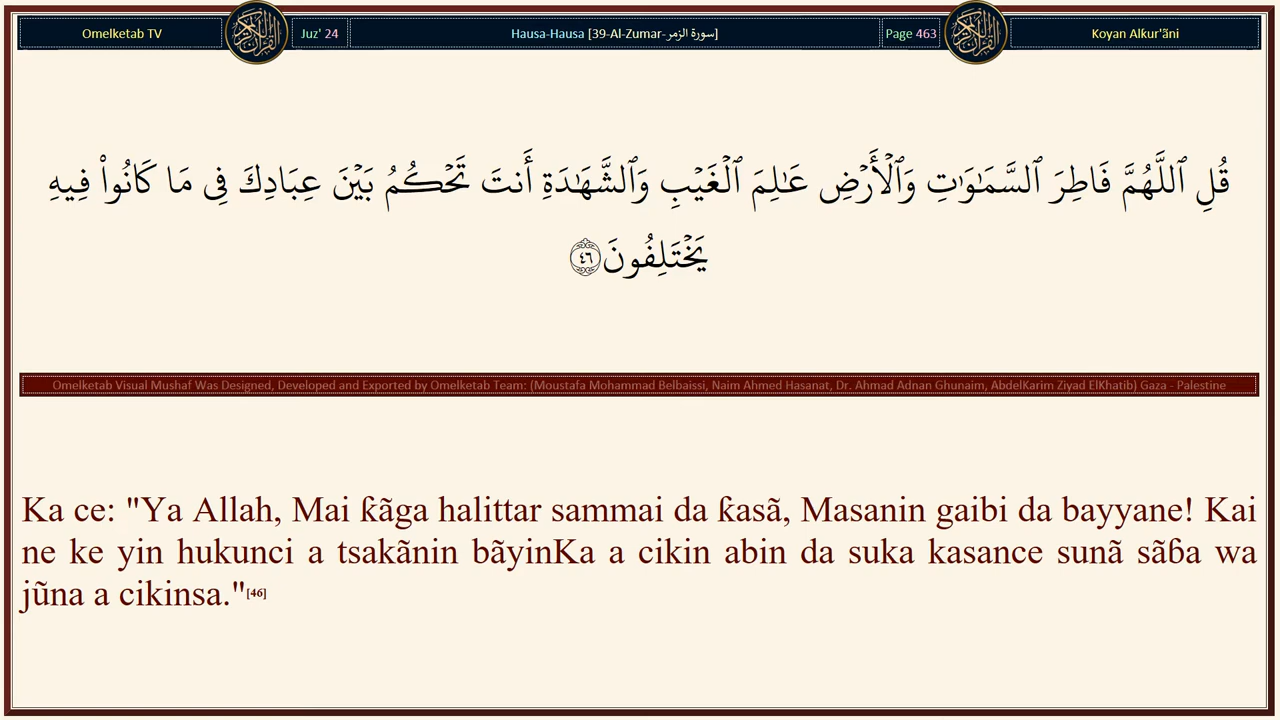 Omelketab TV
Juz' 24
Hausa-Hausa [39-Al-Zumar-سورة الزمر]
Page 463
Koyan Alƙur'ãni
قُلِ ٱللَّهُمَّ فَاطِرَ ٱلسَّمَـٰوَٰتِ وَٱلْأَرْضِ عَـٰلِمَ ٱلْغَيْبِ وَٱلشَّهَـٰدَةِ أَنتَ تَحْكُمُ بَيْنَ عِبَادِكَ فِى مَا كَانُوا۟ فِيهِ
يَخْتَلِفُونَ ٤٦
Omelketab Visual Mushaf Was Designed, Developed and Exported by Omelketab Team: (Moustafa Mohammad Belbaissi, Naim Ahmed Hasanat, Dr. Ahmad Adnan Ghunaim, AbdelKarim Ziyad ElKhatib) Gaza - Palestine
Ka ce: "Ya Allah, Mai ƙãga halittar sammai da ƙasã, Masanin gaibi da bayyane! Kai
ne ke yin hukunci a tsakãnin bãyinKa a cikin abin da suka kasance sunã sãɓa wa
jũna a cikinsa."[46]